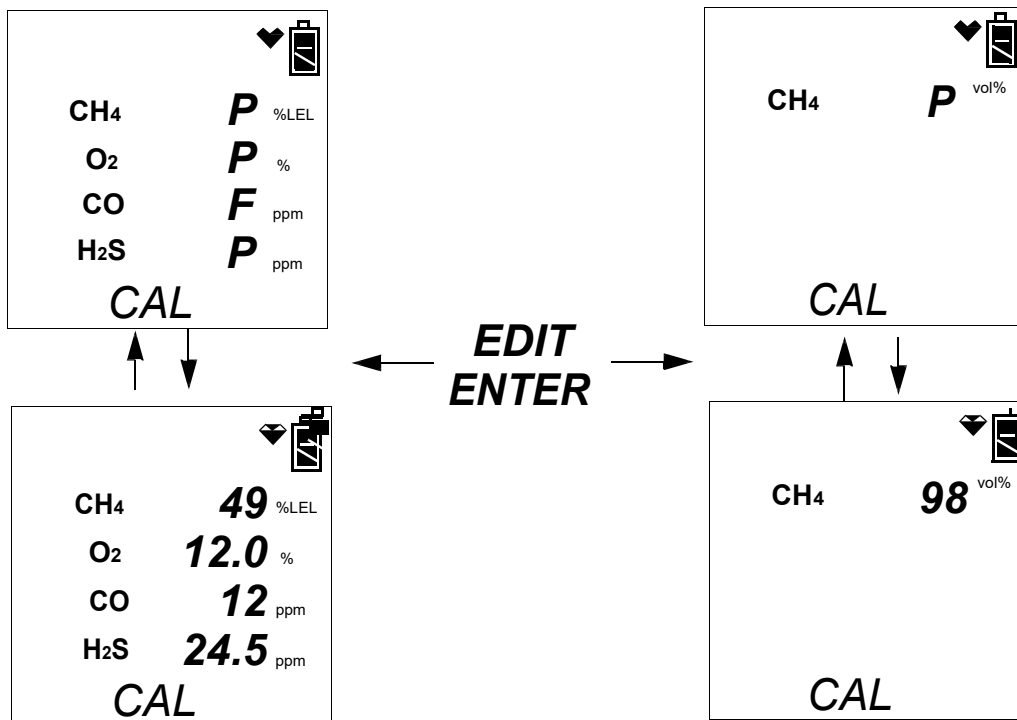 CH4 P %LEL
O2 P %
CO F ppm
H2S P ppm
CAL
CH4 P vol%
CAL
EDIT
ENTER
CH4 49 %LEL
O2 12.0 %
CO 12 ppm
H2S 24.5 ppm
CAL
CH4 98 vol%
CAL